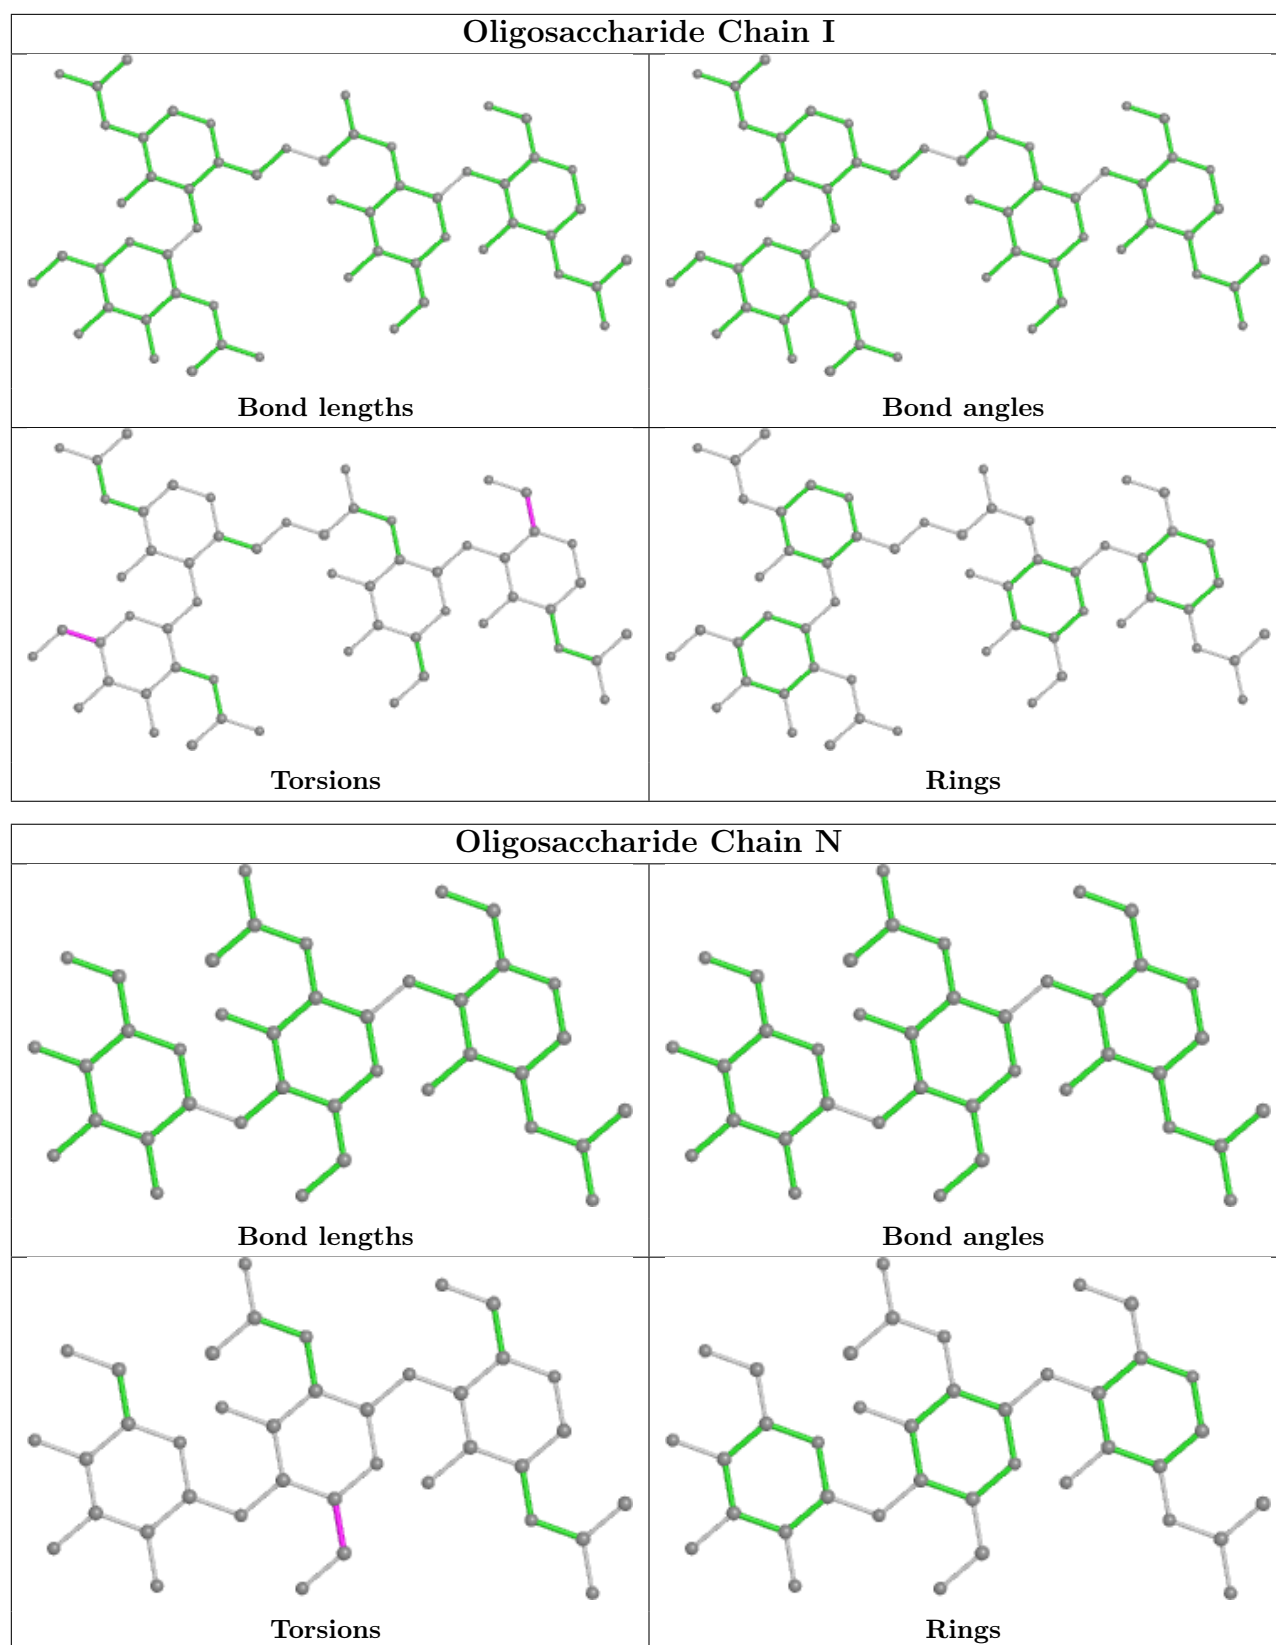 Oligosaccharide Chain I
Bond lengths
Bond angles
Torsions
Rings
Oligosaccharide Chain N
Bond lengths
Bond angles
Torsions
Rings